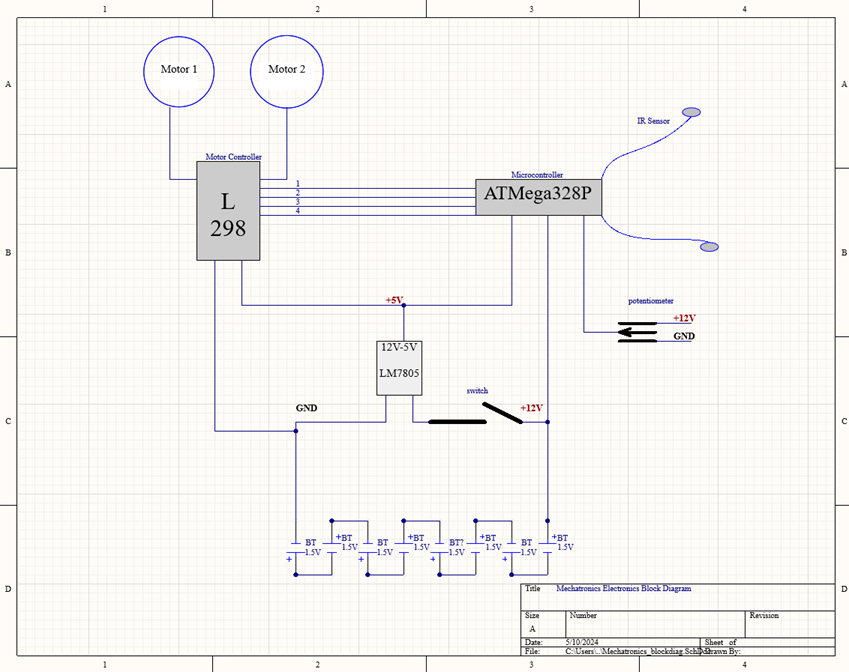 1 2 3 4
A A
Motor 1 Motor 2
IR Sensor
Motor Controller
Microcontroller
L
298
1
2
3
4
ATMega328P
B B
potentiometer
+5V
+12V
GND
12V-5V
LM7805
switch
GND
+12V
C C
BT
1.5V
+
+BT
1.5V
BT
1.5V
+
+BT
1.5V
BT?
1.5V
+
+BT
1.5V
BT
1.5V
+
+BT
1.5V
D D
Title Mechatronics Electronics Block Diagram
Size Number Revision
A
Date: 5/10/2024 Sheet of
File: C:\Users\..\Mechatronics_blockdiag.SchDoc Drawn By:
1 2 3 4